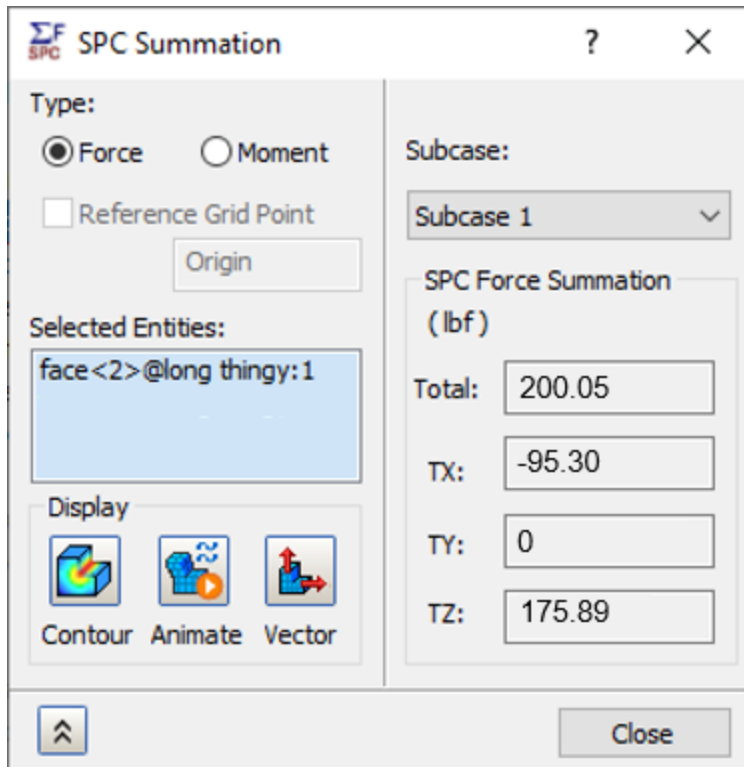 ΣF
SPC
SPC Summation
?
Type:
Force
Moment
Reference Grid Point
Origin
Selected Entities:
face<2>@long thingy:1
Display
Contour
Animate
Vector
Subcase:
Subcase 1
SPC Force Summation
(lbf)
Total:
200.05
TX:
-95.30
TY:
0
TZ:
175.89
Close